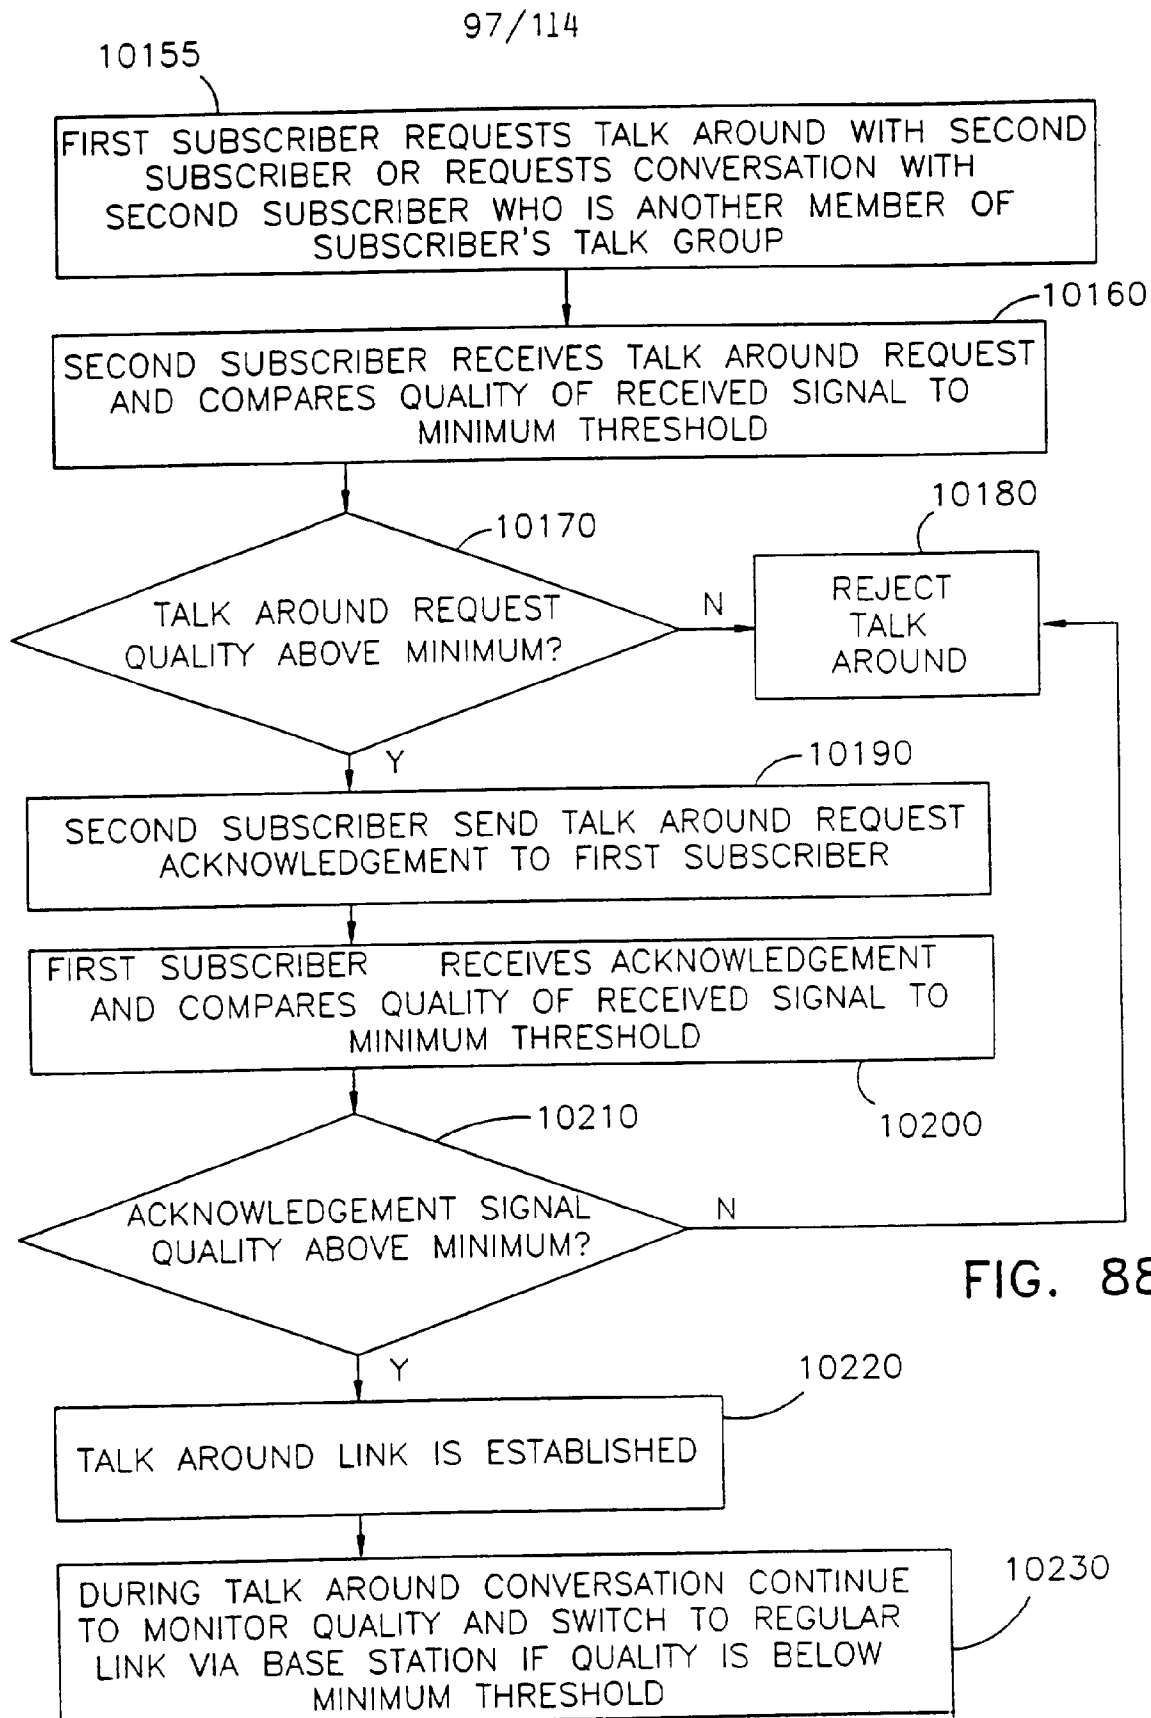 97/114
10155
FIRST SUBSCRIBER REQUESTS TALK AROUND WITH SECOND
SUBSCRIBER OR REQUESTS CONVERSATION WITH
SECOND SUBSCRIBER WHO IS ANOTHER MEMBER OF
SUBSCRIBER'S TALK GROUP
10160
SECOND SUBSCRIBER RECEIVES TALK AROUND REQUEST
AND COMPARES QUALITY OF RECEIVED SIGNAL TO
MINIMUM THRESHOLD
10170
TALK AROUND REQUEST
QUALITY ABOVE MINIMUM?
N
10180
REJECT
TALK
AROUND
Y
10190
SECOND SUBSCRIBER SEND TALK AROUND REQUEST
ACKNOWLEDGEMENT TO FIRST SUBSCRIBER
FIRST SUBSCRIBER RECEIVES ACKNOWLEDGEMENT
AND COMPARES QUALITY OF RECEIVED SIGNAL TO
MINIMUM THRESHOLD
10200
10210
ACKNOWLEDGEMENT SIGNAL
QUALITY ABOVE MINIMUM?
N
FIG. 88
Y
10220
TALK AROUND LINK IS ESTABLISHED
10230
DURING TALK AROUND CONVERSATION CONTINUE
TO MONITOR QUALITY AND SWITCH TO REGULAR
LINK VIA BASE STATION IF QUALITY IS BELOW
MINIMUM THRESHOLD